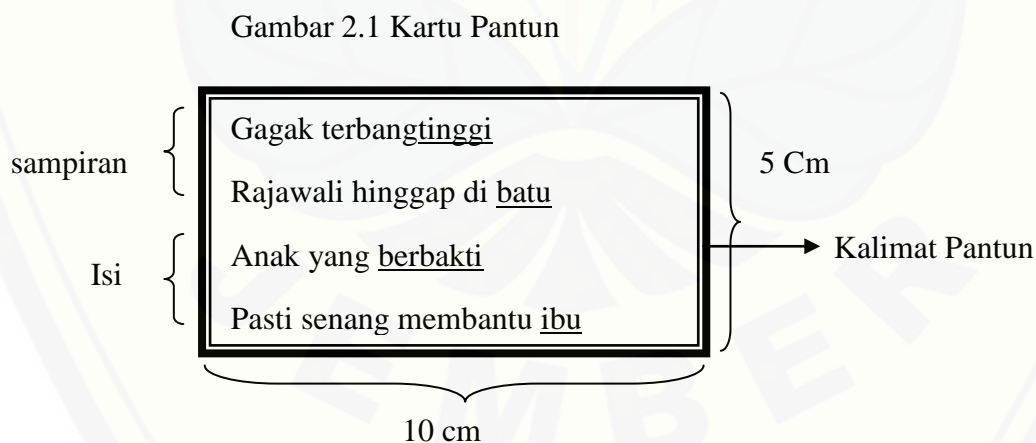 Gambar 2.1 Kartu Pantun
Gagak terbangtinggi
sampiran
5 Cm
Rajawali hinggap di batu
Anak yang berbakti
Kalimat Pantun
Isi
Pasti senang membantu ibu
10 cm
EMBER